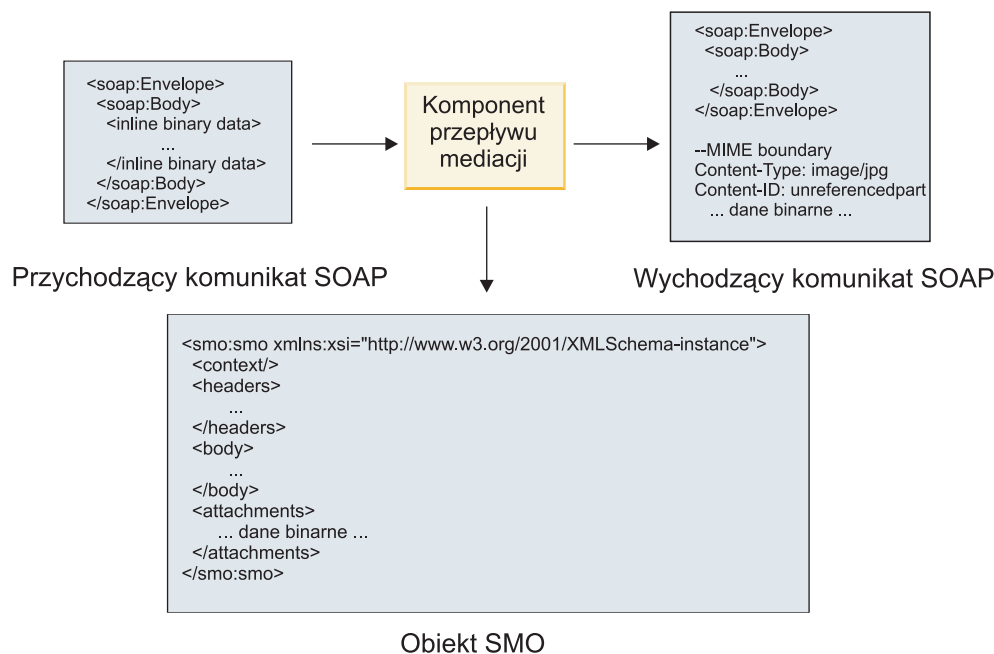 <soap:Envelope>
<soap:Body>
<inline binary data>
...
</inline binary data>
</soap:Body>
</soap:Envelope>
Przychodzący komunikat SOAP
Komponent
przepływu
mediacji
<soap:Envelope>
<soap:Body>
...
</soap:Body>
</soap:Envelope>
--MIME boundary
Content-Type: image/jpg
Content-ID: unreferencedpart
... dane binarne ...
Wychodzący komunikat SOAP
<smo:smo xmlns:xsi="http://www.w3.org/2001/XMLSchema-instance">
<context/>
<headers>
...
</headers>
<body>
...
</body>
<attachments>
... dane binarne ...
</attachments>
</smo:smo>
Obiekt SMO